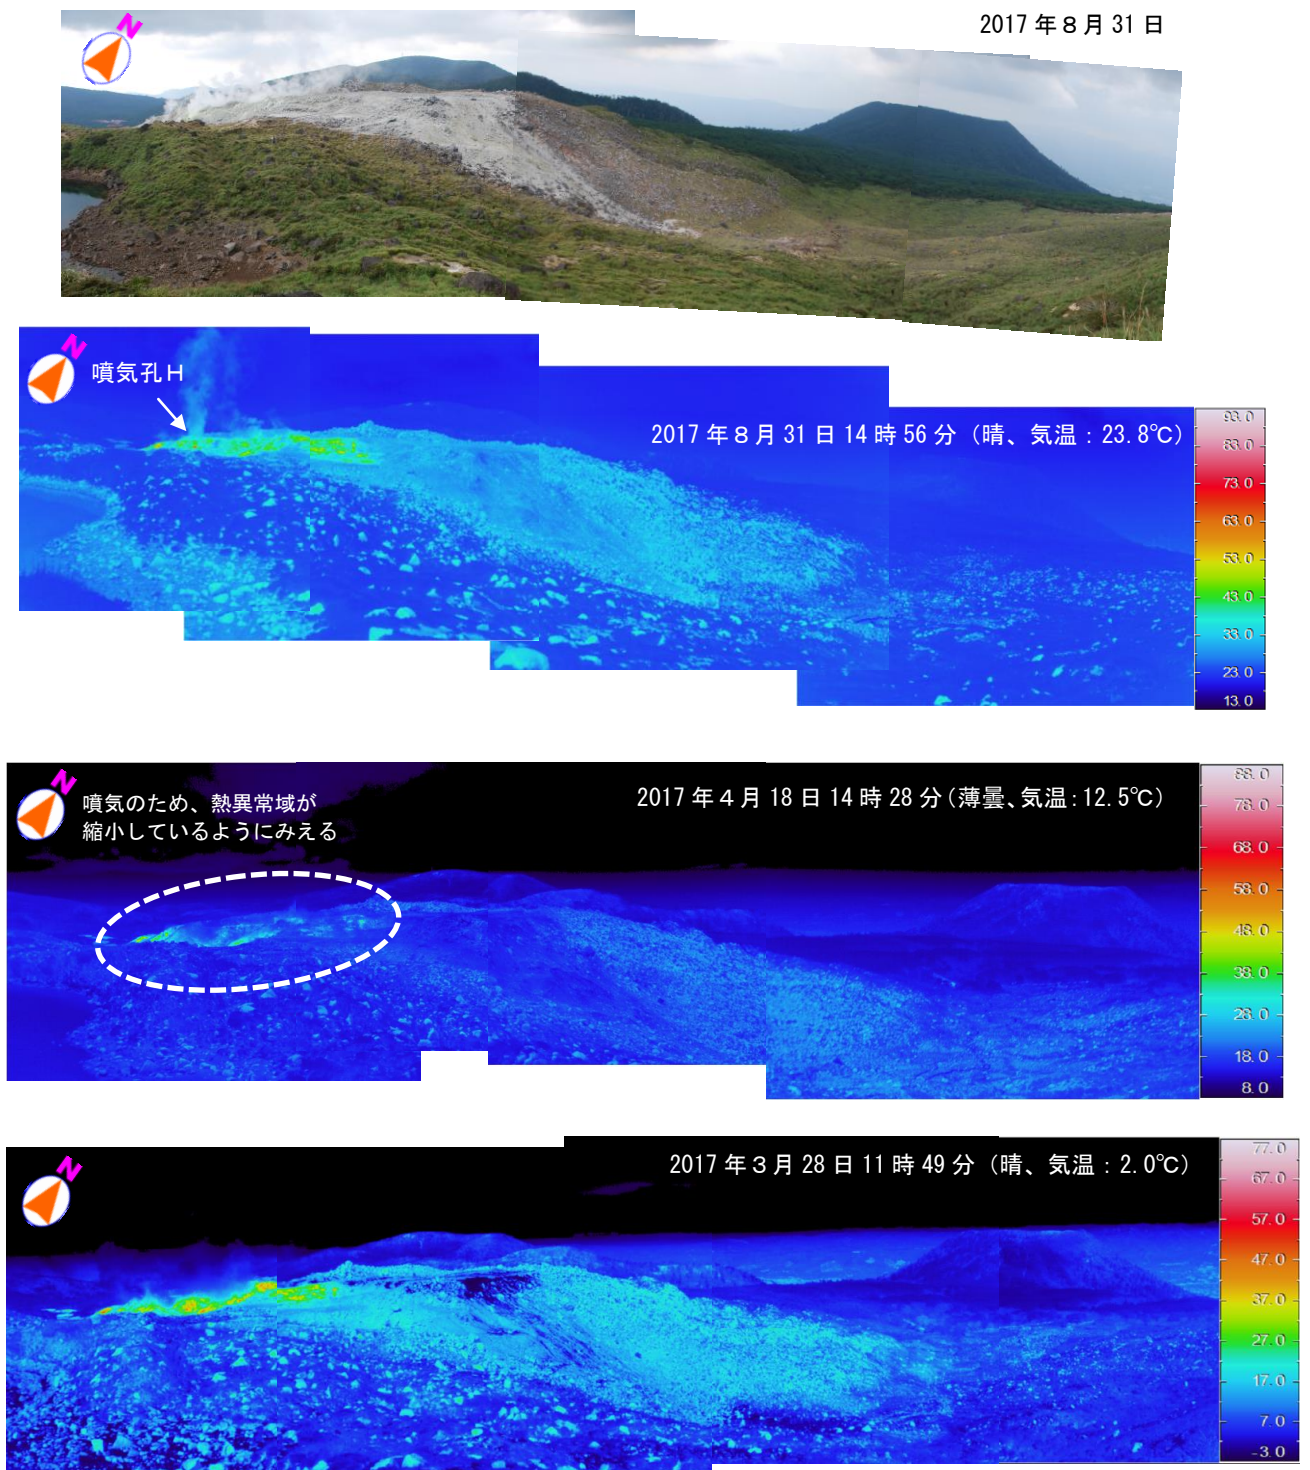 N
2017年8月31日
N
噴気孔H
2017年8月31日14時56分（晴、気温：23.8℃）
93.0
83.0
73.0
63.0
53.0
43.0
33.0
23.0
13.0
N
噴気のため、熱異常域が
縮小しているようにみえる
2017年4月18日14時28分（薄曇、気温：12.5℃）
88.0
78.0
68.0
58.0
48.0
38.0
28.0
18.0
8.0
N
2017年3月28日11時49分（晴、気温：2.0℃）
77.0
67.0
57.0
47.0
37.0
27.0
17.0
7.0
-3.0